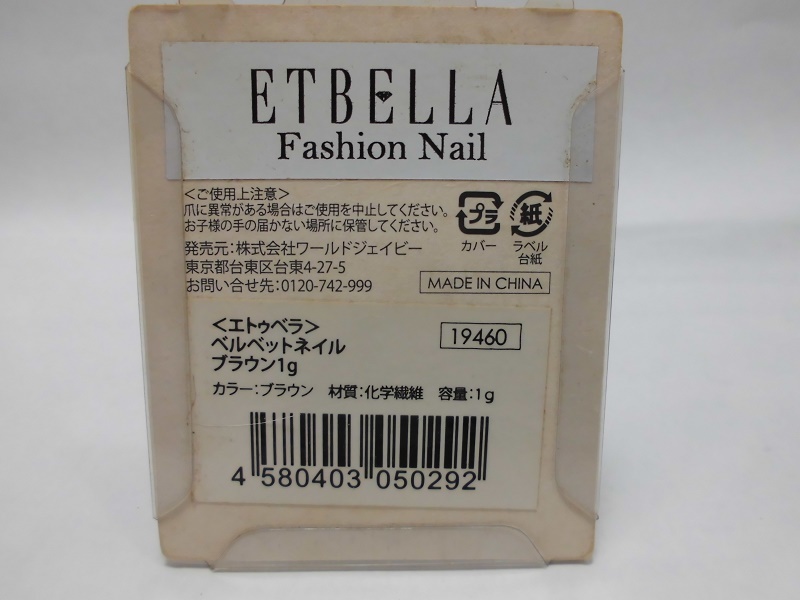 ETBELLA
Fashion Nail
＜ご使用上注意＞
爪に異常がある場合はご使用を中止してください。
お子様の手の届かない場所に保管してください。
プラ
カバー
紙
ラベル
台紙
発売元：株式会社ワールドジェイビー
東京都台東区台東4-27-5
お問い合せ先：0120-742-999
MADE IN CHINA
＜エトゥベラ＞
ベルベットネイル
ブラウン1g
19460
カラー：ブラウン 材質：化学繊維 容量：1g
4 580403 050292